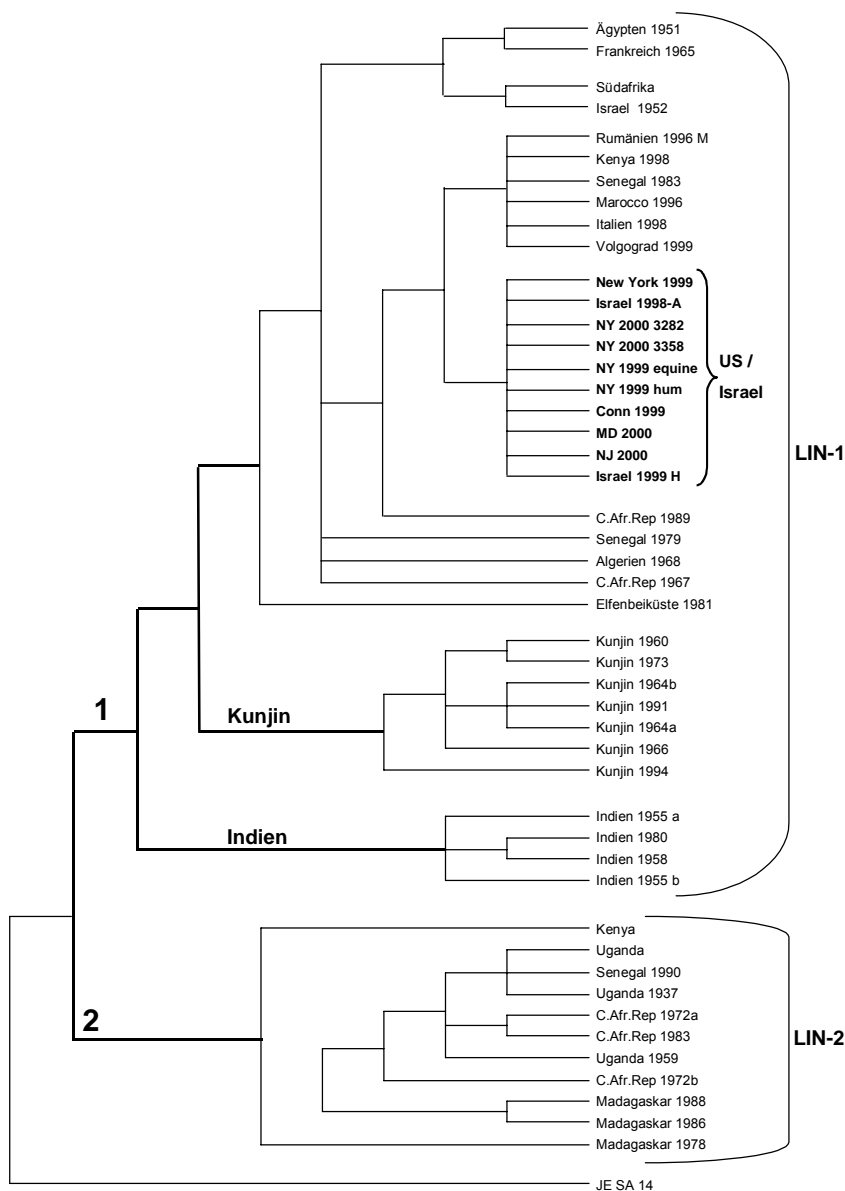 Ägypten 1951
Frankreich 1965
Südafrika
Israel 1952
Rumänien 1996 M
Kenya 1998
Senegal 1983
Marocco 1996
Italien 1998
Volgograd 1999
New York 1999
Israel 1998-A
NY 2000 3282
NY 2000 3358
NY 1999 equine
NY 1999 hum
Conn 1999
MD 2000
NJ 2000
Israel 1999 H
US /
Israel
LIN-1
C.Afr.Rep 1989
Senegal 1979
Algerien 1968
C.Afr.Rep 1967
Elfenbeiküste 1981
Kunjin 1960
Kunjin 1973
Kunjin 1964b
Kunjin 1991
Kunjin 1964a
Kunjin 1966
Kunjin 1994
1
Kunjin
Indien 1955 a
Indien 1980
Indien 1958
Indien 1955 b
Indien
Kenya
Uganda
Senegal 1990
Uganda 1937
C.Afr.Rep 1972a
C.Afr.Rep 1983
Uganda 1959
C.Afr.Rep 1972b
Madagaskar 1988
Madagaskar 1986
Madagaskar 1978
2
LIN-2
JE SA 14